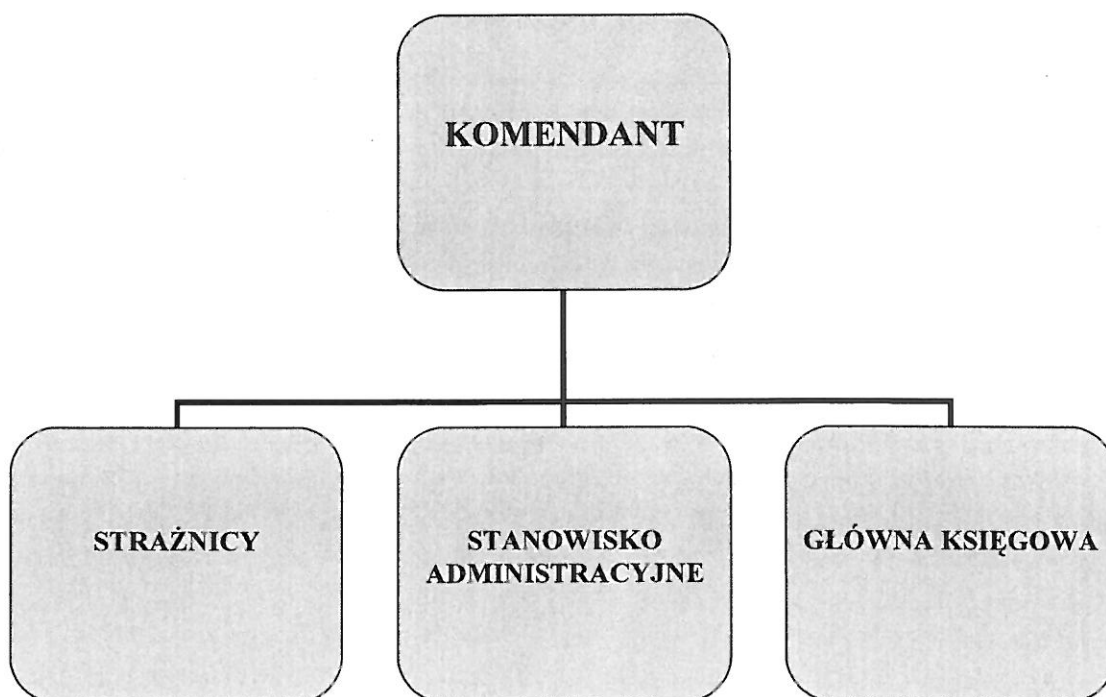 KOMENDANT
STRAŻNICY
STANOWISKO
ADMINISTRACYJNE
GŁÓWNA KSIĘGOWA